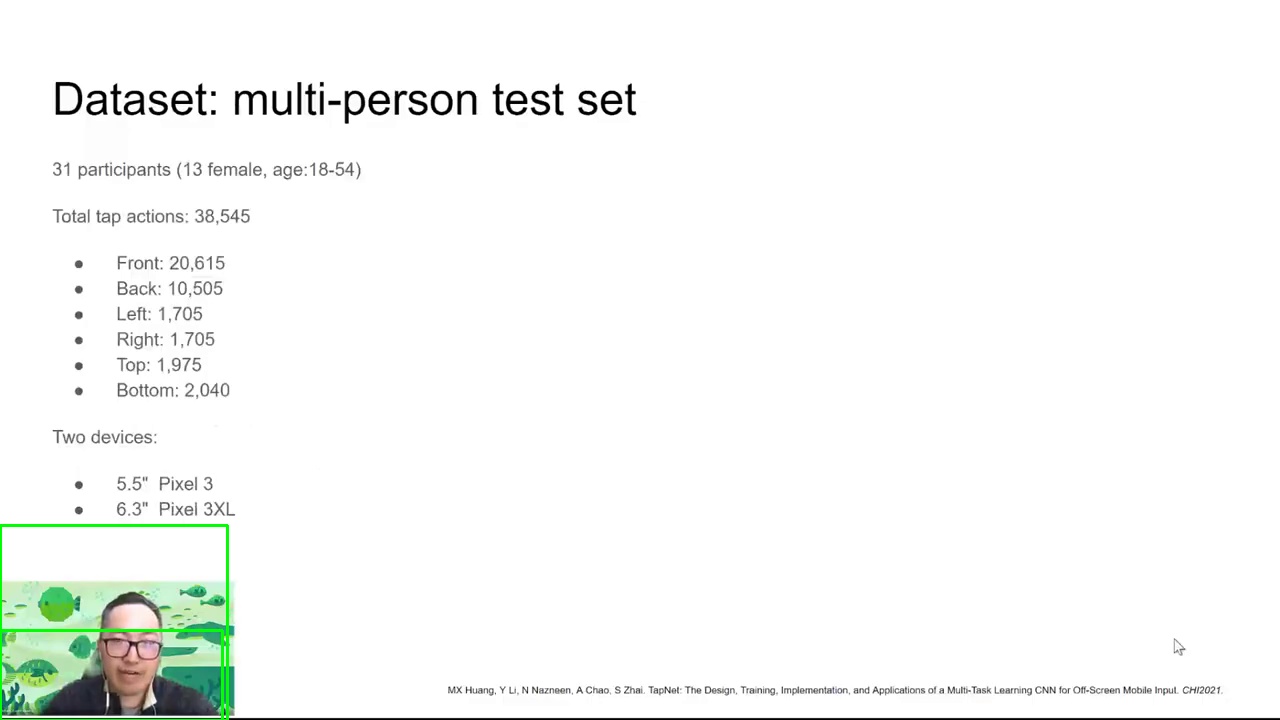 Dataset: multi-person test set
31 participants (13 female, age:18-54)
Total tap actions: 38,545
● Front: 20,615
● Back: 10,505
● Left: 1,705
● Right: 1,705
● Top: 1,975
● Bottom: 2,040
Two devices:
● 5.5" Pixel 3
● 6.3" Pixel 3XL
MX Huang, Y Li, N Nazneen, A Chao, S Zhai. TapNet: The Design, Training, Implementation, and Applications of a Multi-Task Learning CNN for Off-Screen Mobile Input. CHI2021.